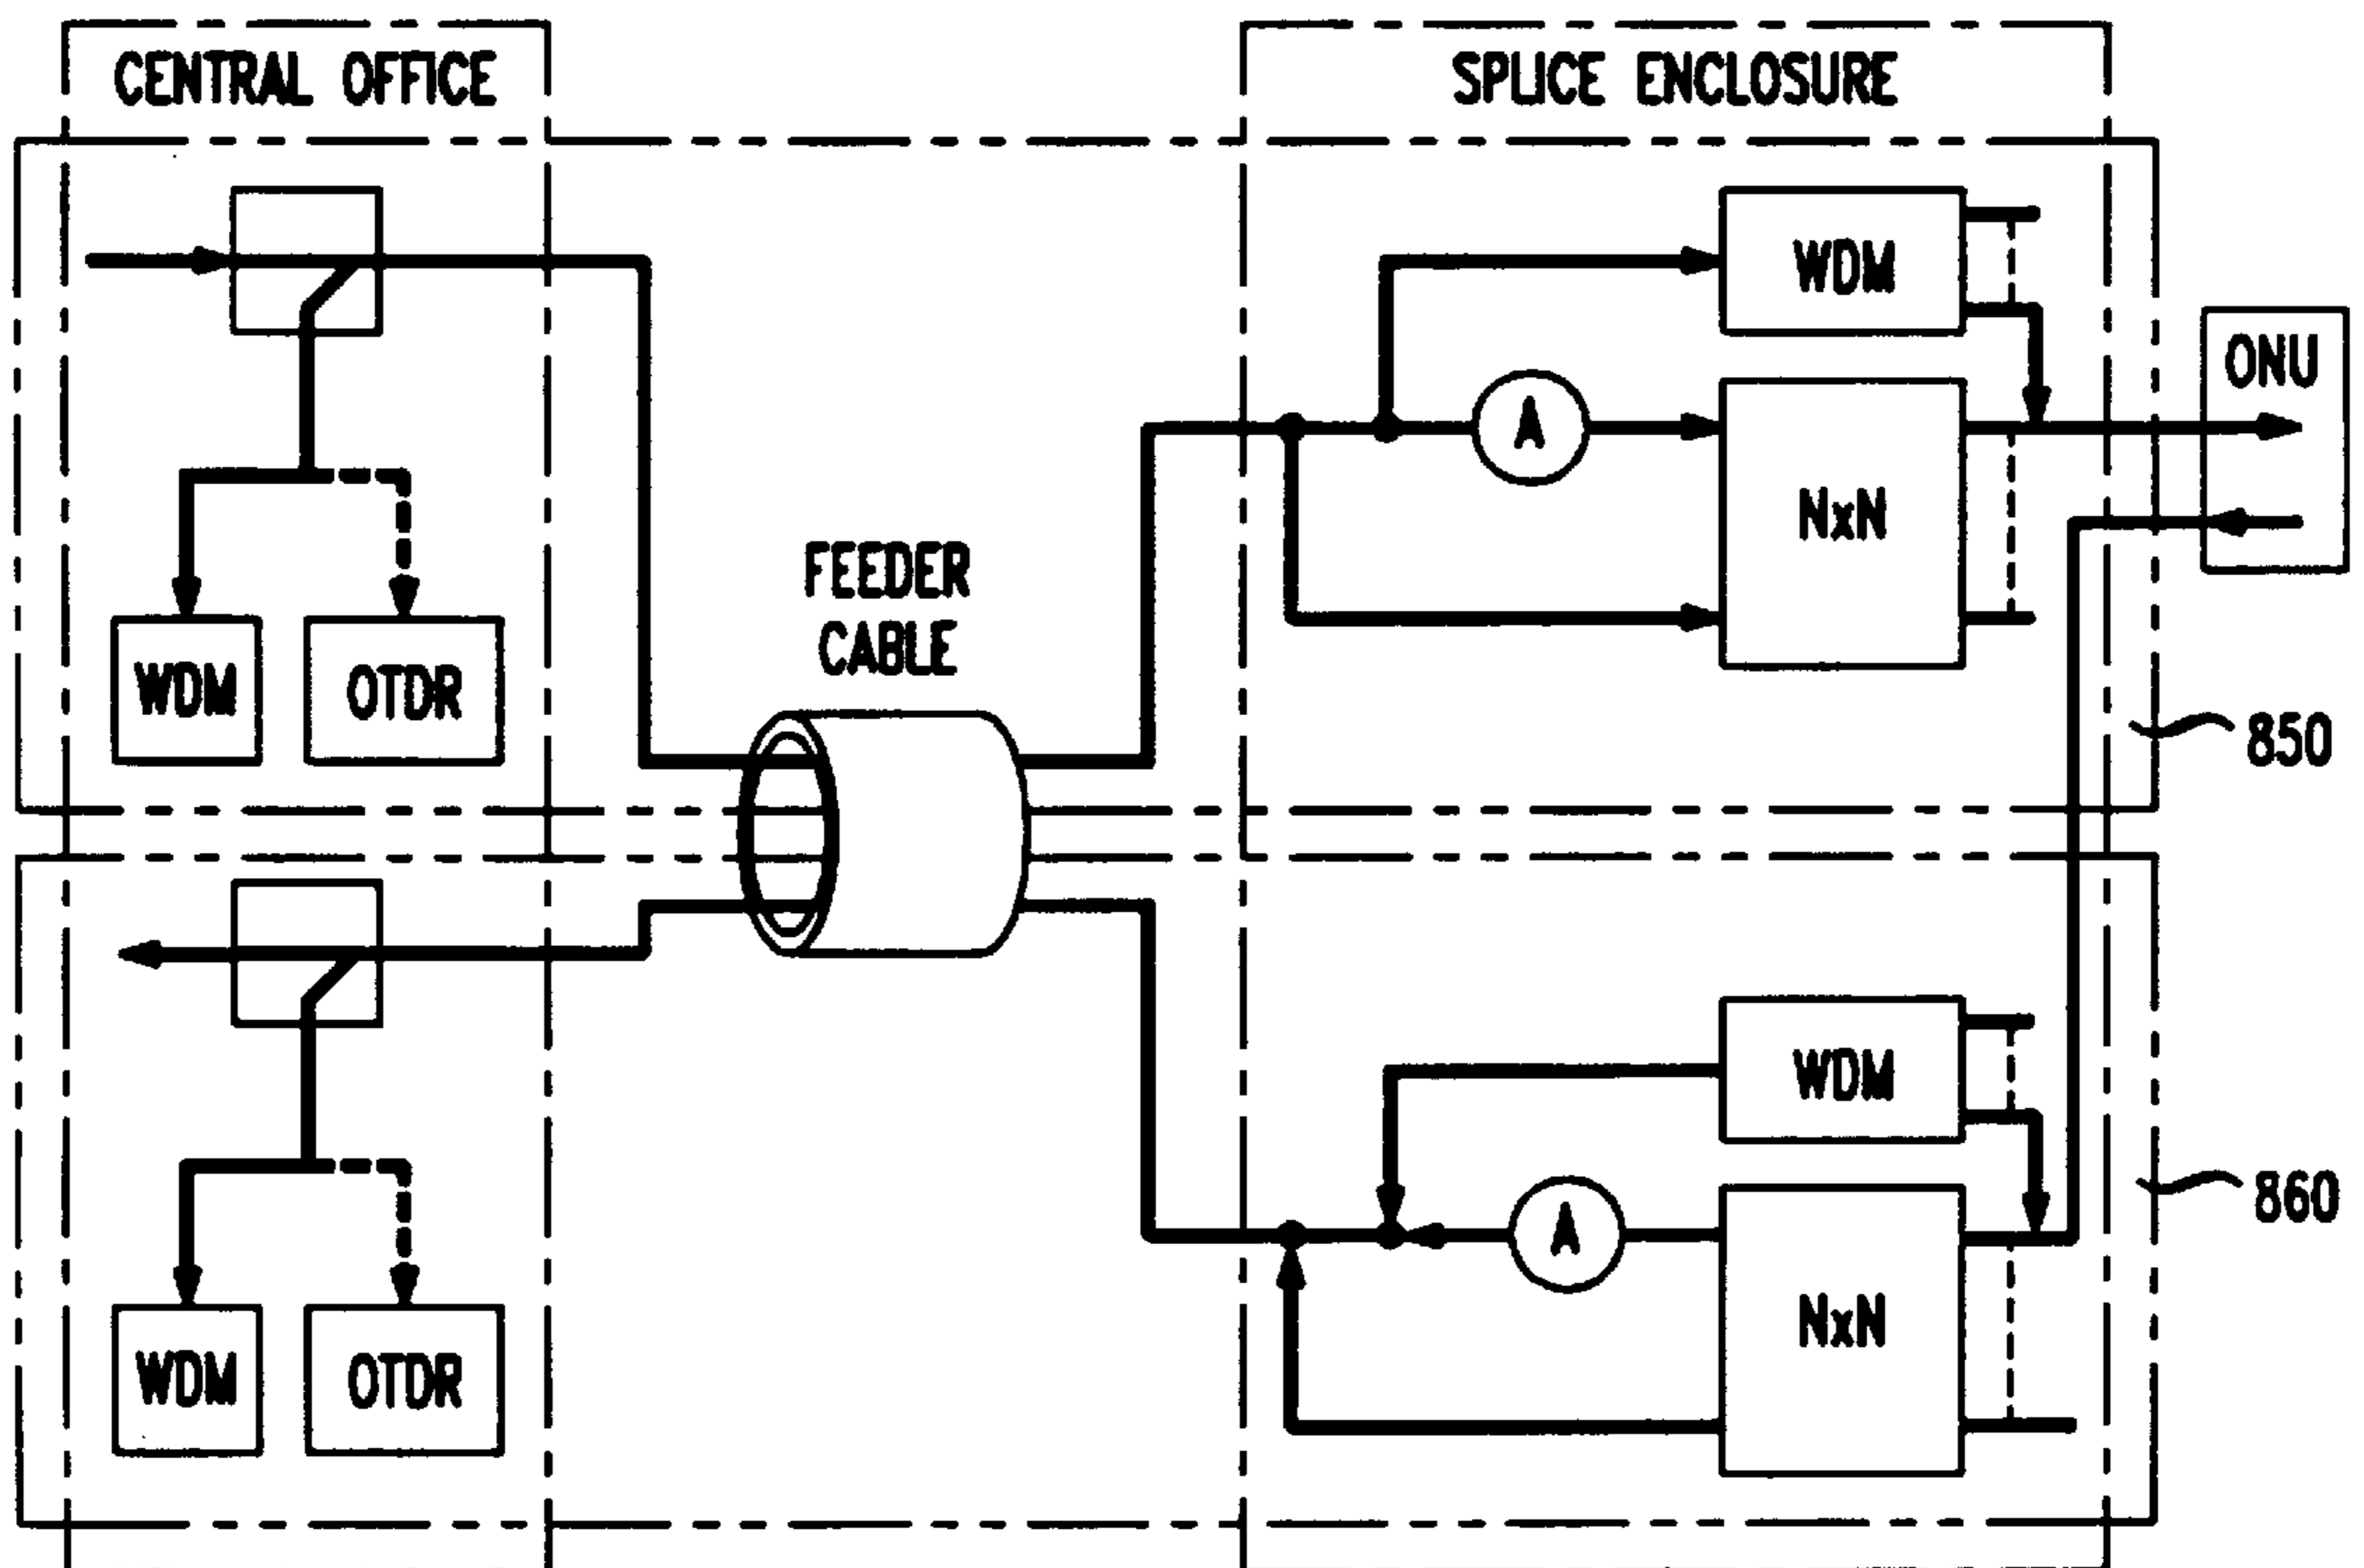 CENTRAL OFFICE
SPLICE ENCLOSURE
WDM
ONU
A
NxN
FEEDER
CABLE
WDM
OTDR
850
WDM
A
860
NxN
WDM
OTDR